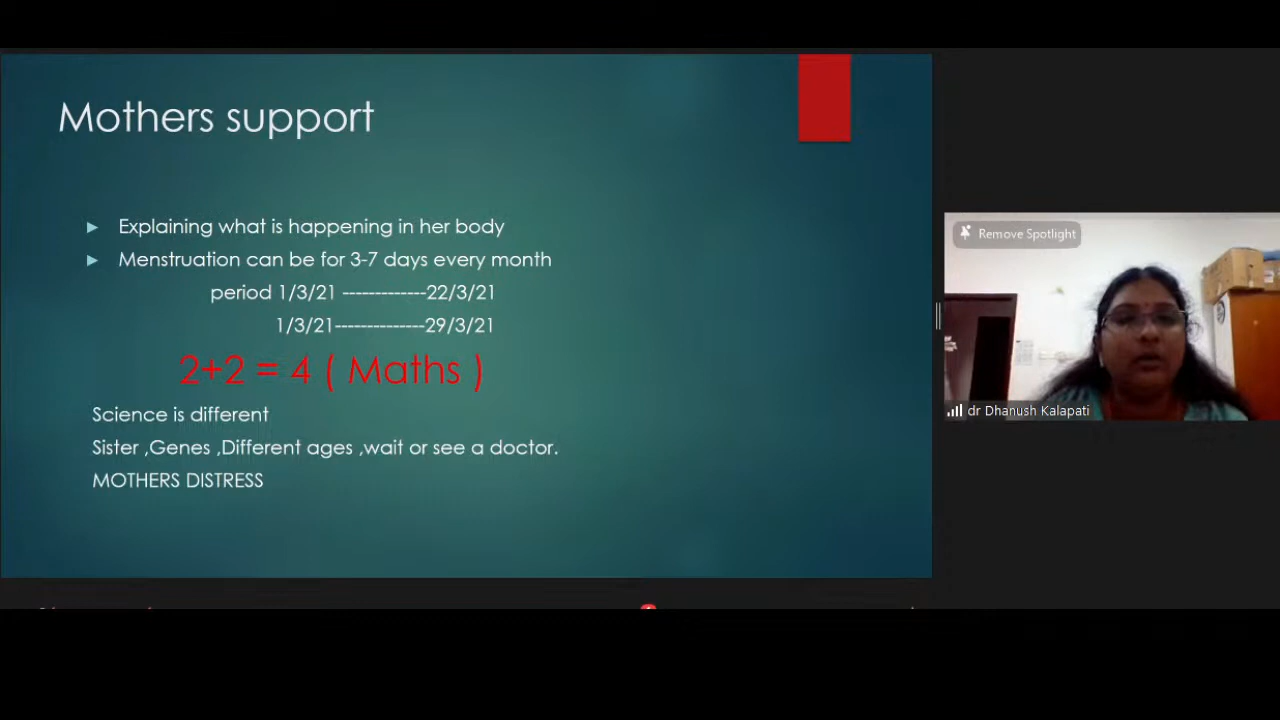 Mothers support
Explaining what is happening in her body
Menstruation can be for 3-7 days every month
period 1/3/21 -------------22/3/21
1/3/21--------------29/3/21
2+2 = 4 ( Maths )
Science is different
Sister ,Genes ,Different ages ,wait or see a doctor.
MOTHERS DISTRESS
Remove Spotlight
dr Dhanush Kalapati